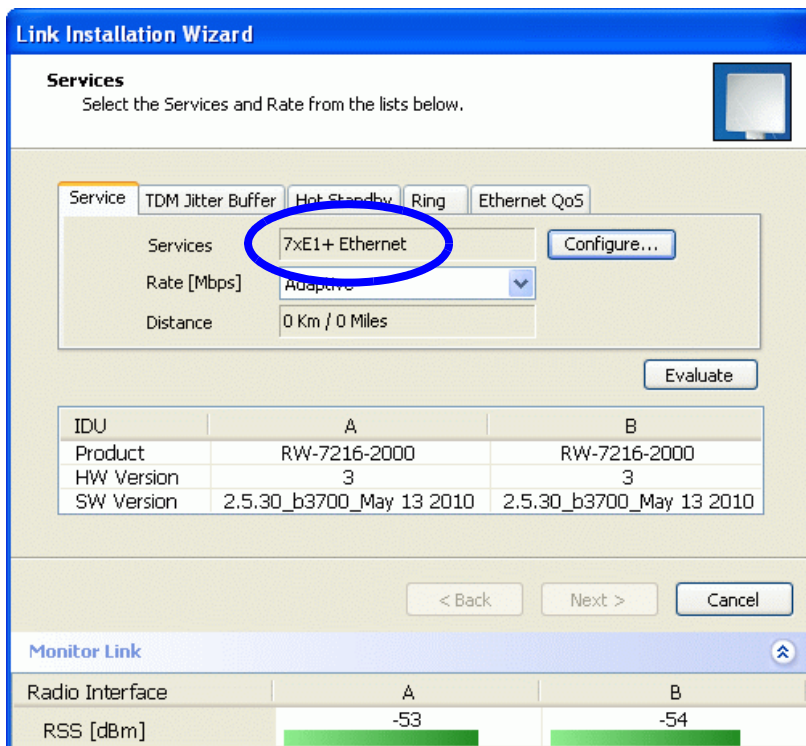 Link Installation Wizard
Services
Select the Services and Rate from the lists below.
Service TDM Jitter Buffer Hot Standby Ring Ethernet QoS
Services 7xE1+ Ethernet Configure...
Rate [Mbps] Adaptive
Distance 0 Km / 0 Miles
Evaluate
IDU A B
Product RW-7216-2000 RW-7216-2000
HW Version 3 3
SW Version 2.5.30_b3700_May 13 2010 2.5.30_b3700_May 13 2010
< Back Next > Cancel
Monitor Link
Radio Interface A B
RSS [dBm] -53 -54